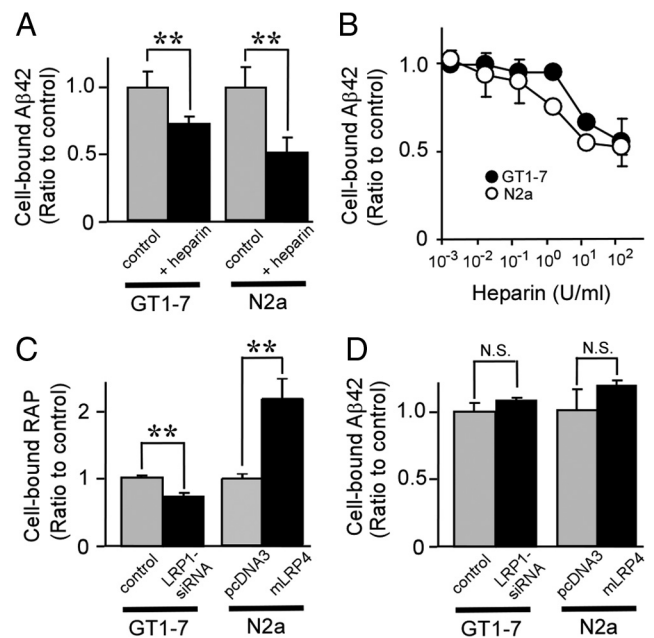 A
Cell-bound Aβ42
(Ratio to control)
**
**
1.0
0.5
0
control
+ heparin
control
+ heparin
GT1-7
N2a
B
Cell-bound Aβ42
(Ratio to control)
1.0
0.5
0
GT1-7
N2a
10-3 10-2 10-1 100 101 102
Heparin (U/ml)
C
Cell-bound RAP
(Ratio to control)
**
**
2
1
0
control
LRP1-
siRNA
pcDNA3
mLRP4
GT1-7
N2a
D
Cell-bound Aβ42
(Ratio to control)
N.S.
N.S.
1.0
0.5
0
control
LRP1-
siRNA
pcDNA3
mLRP4
GT1-7
N2a